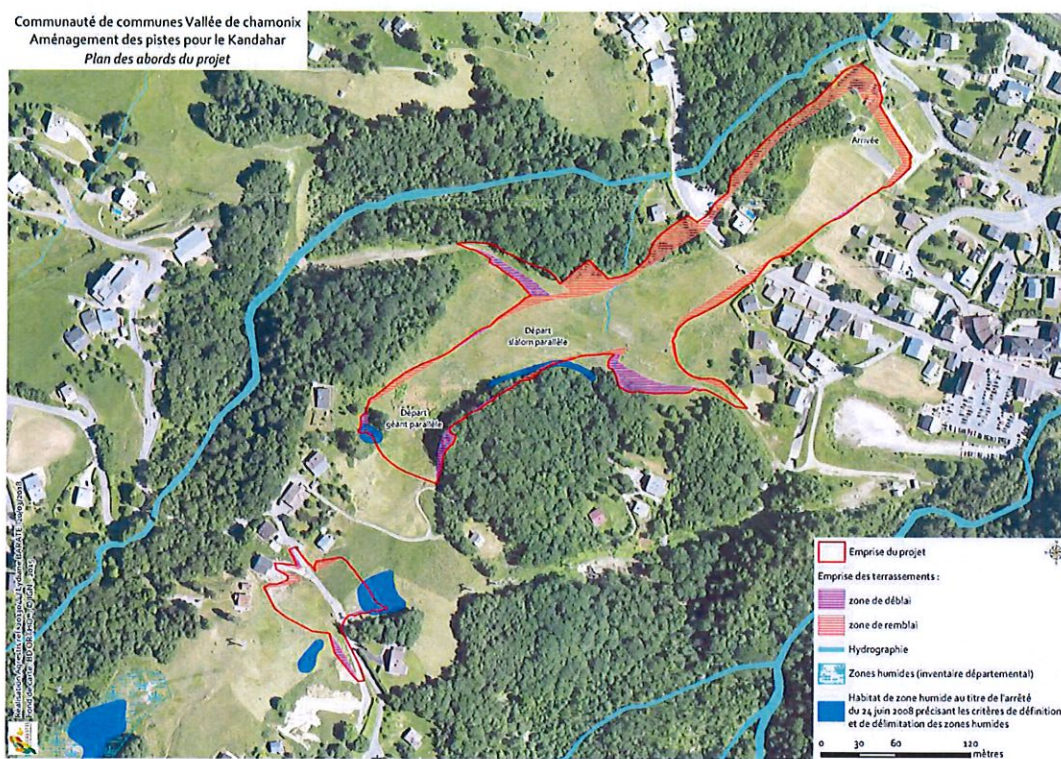 Communauté de communes Vallée de chamonix
Aménagement des pistes pour le Kandahar
Plan des abords du projet
Arrivée
Départ
slalom parallèle
Départ
géant parallèle
Emprise du projet
Emprise des terrassements :
zone de déblai
zone de remblai
Hydrographie
Zones humides (inventaire départemental)
Habitat de zone humide au titre de l'arrêté
du 24 juin 2008 précisant les critères de définition
et de délimitation des zones humides
0 30 60 120
mètres